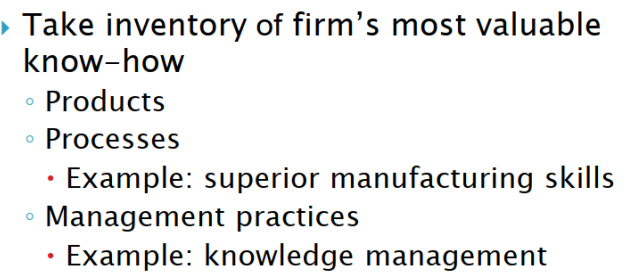 Take inventory of firm's most valuable
know-how
Products
Processes
Example: superior manufacturing skills
Management practices
Example: knowledge management